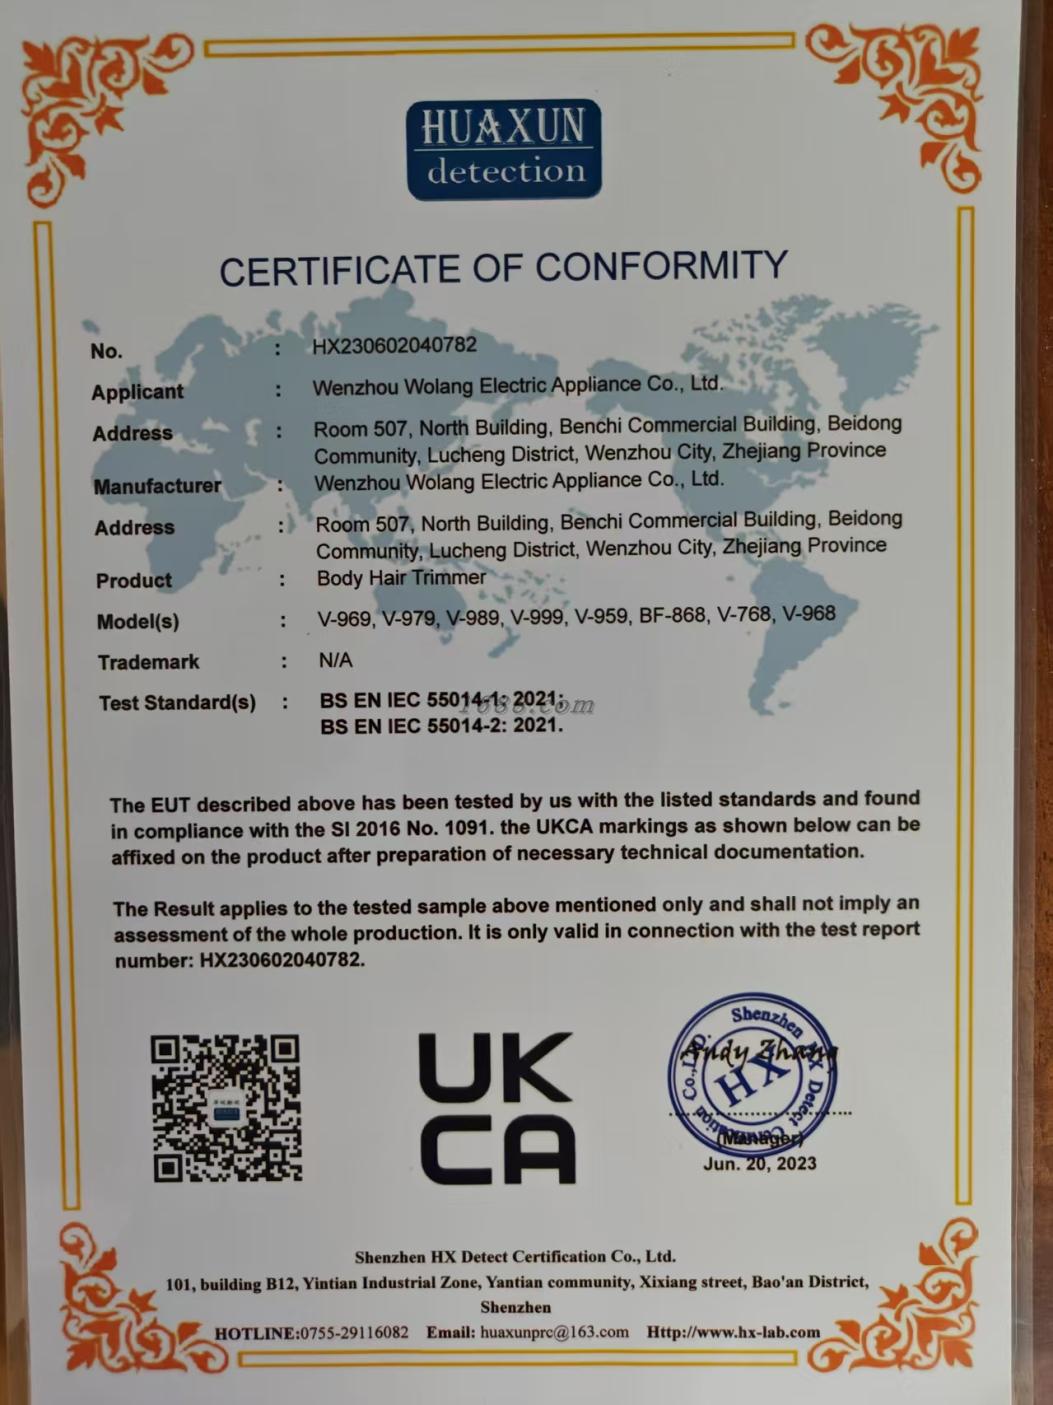 HUAXUN
detection
CERTIFICATE OF CONFORMITY
No. : HX230602040782
Applicant : Wenzhou Wolang Electric Appliance Co., Ltd.
Address : Room 507, North Building, Benchi Commercial Building, Beidong
Community, Lucheng District, Wenzhou City, Zhejiang Province
Manufacturer : Wenzhou Wolang Electric Appliance Co., Ltd.
Address : Room 507, North Building, Benchi Commercial Building, Beidong
Community, Lucheng District, Wenzhou City, Zhejiang Province
Product : Body Hair Trimmer
Model(s) : V-969, V-979, V-989, V-999, V-959, BF-868, V-768, V-968
Trademark : N/A
Test Standard(s) : BS EN IEC 55014-1: 2021;
1688.com
BS EN IEC 55014-2: 2021.
The EUT described above has been tested by us with the listed standards and found
in compliance with the SI 2016 No. 1091. the UKCA markings as shown below can be
affixed on the product after preparation of necessary technical documentation.
The Result applies to the tested sample above mentioned only and shall not imply an
assessment of the whole production. It is only valid in connection with the test report
number: HX230602040782.
HUAXUN
UK
CA
Shenzhen HX Detect Certification Co.,LTD.
HX
Andy Zhang
(Manager)
Jun. 20, 2023
Shenzhen HX Detect Certification Co., Ltd.
101, building B12, Yintian Industrial Zone, Yantian community, Xixiang street, Bao'an District,
Shenzhen
HOTLINE:0755-29116082 Email: huaxunprc@163.com Http://www.hx-lab.com